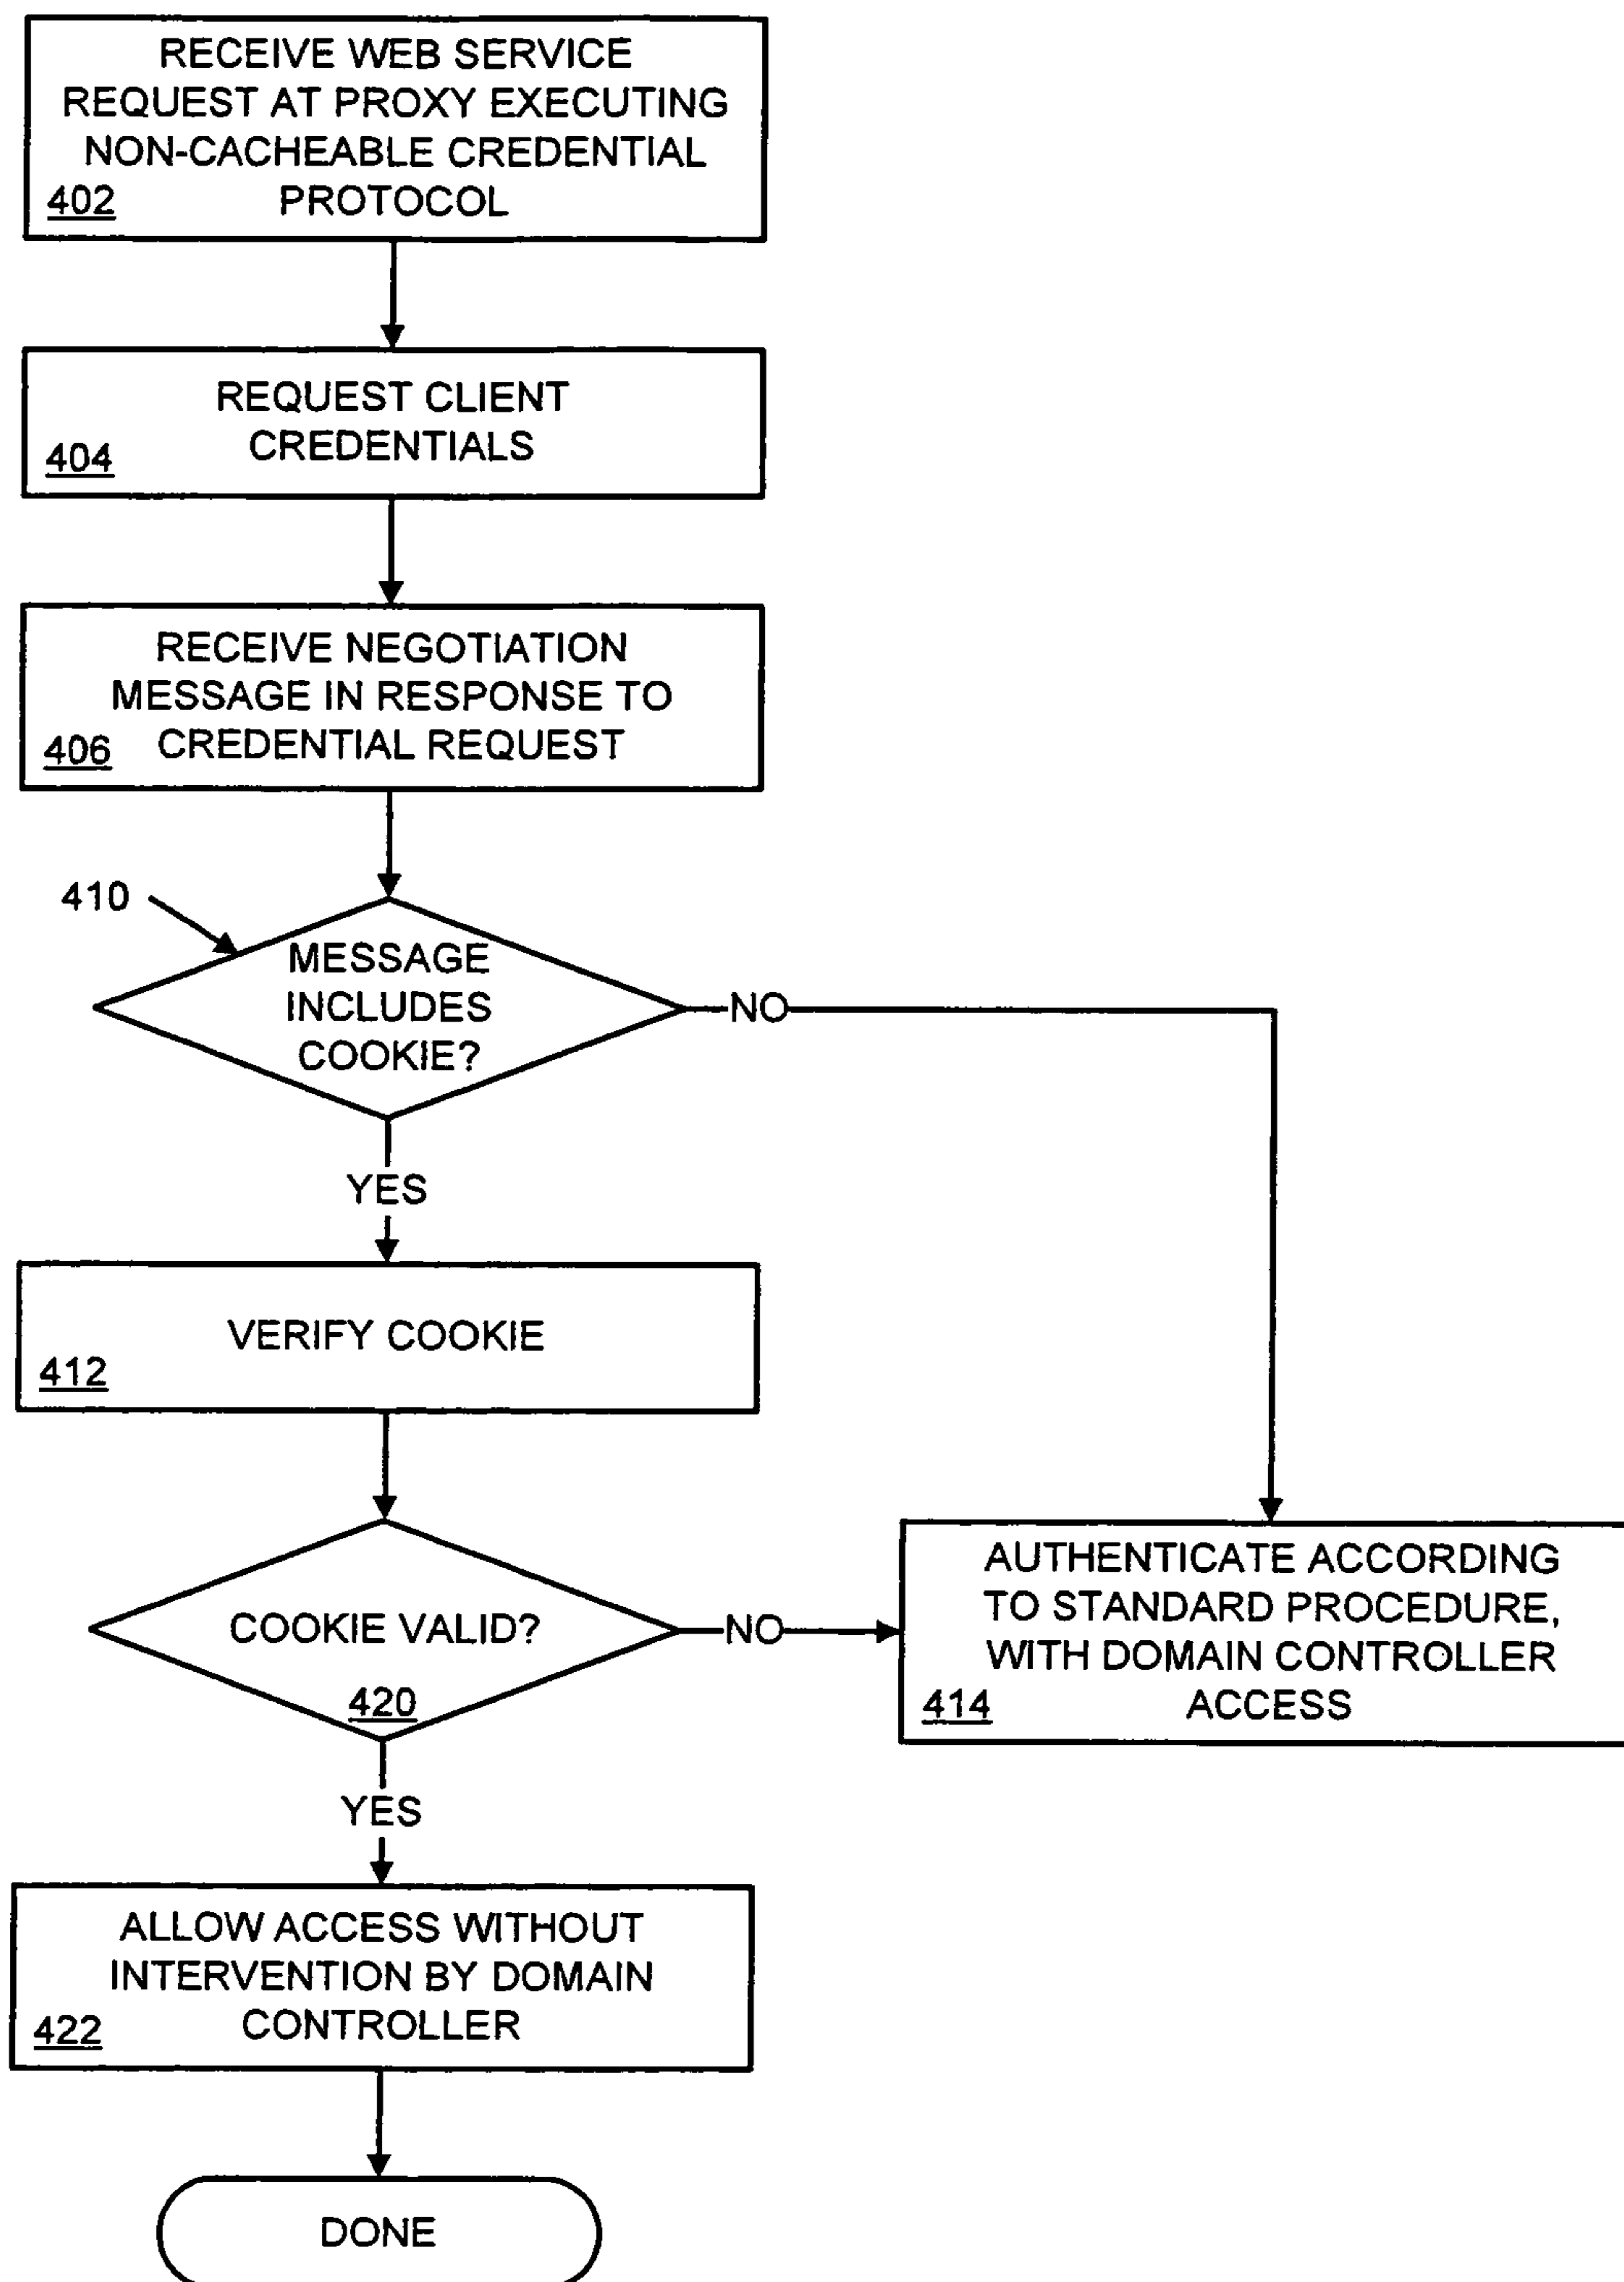 RECEIVE WEB SERVICE
REQUEST AT PROXY EXECUTING
NON-CACHEABLE CREDENTIAL
402 PROTOCOL
REQUEST CLIENT
CREDENTIALS
404
RECEIVE NEGOTIATION
MESSAGE IN RESPONSE TO
406 CREDENTIAL REQUEST
410
MESSAGE
INCLUDES
COOKIE?
NO
YES
VERIFY COOKIE
412
COOKIE VALID?
420
NO
AUTHENTICATE ACCORDING
TO STANDARD PROCEDURE,
WITH DOMAIN CONTROLLER
414 ACCESS
YES
ALLOW ACCESS WITHOUT
INTERVENTION BY DOMAIN
422 CONTROLLER
DONE